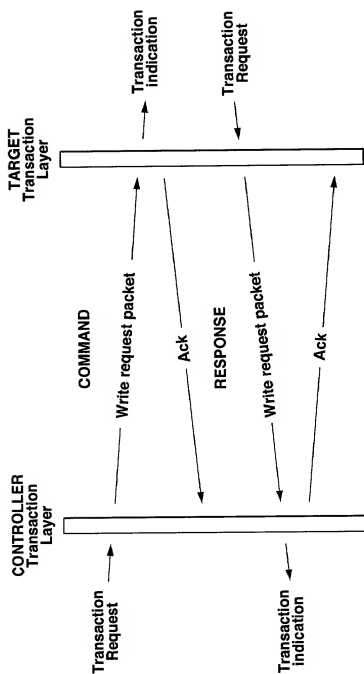 CONTROLLER
Transaction
Layer
TARGET
Transaction
Layer
Transaction
Request
COMMAND
Write request packet
Transaction
indication
Ack
RESPONSE
Transaction
Request
Write request packet
Transaction
indication
Ack